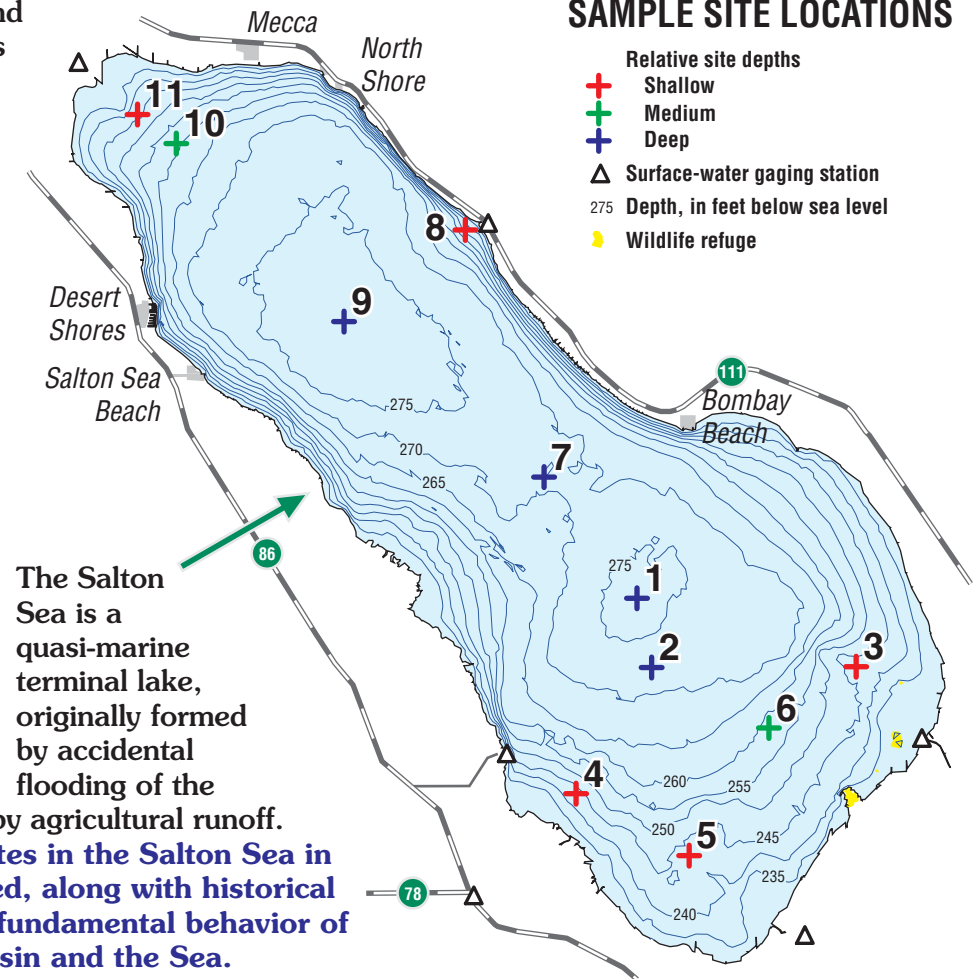 nd
s
SAMPLE SITE LOCATIONS
Relative site depths
Shallow
Medium
Deep
Surface-water gaging station
275 Depth, in feet below sea level
Wildlife refuge
Mecca
North
Shore
11
10
8
9
Desert
Shores
Salton Sea
Beach
111
Bombay
Beach
275
270
265
7
86
275
1
2
3
6
4
5
260
255
250
245
235
240
78
The Salton
Sea is a
quasi-marine
terminal lake,
originally formed
by accidental
flooding of the
by agricultural runoff.
tes in the Salton Sea in
ed, along with historical
fundamental behavior of
sin and the Sea.